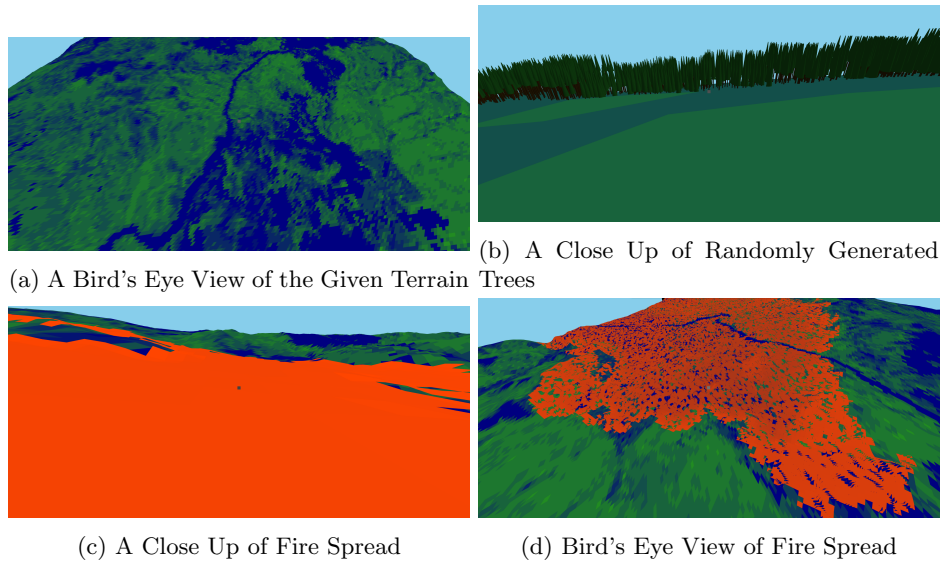 (a) A Bird's Eye View of the Given Terrain
(b) A Close Up of Randomly Generated
Trees
(c) A Close Up of Fire Spread
(d) Bird's Eye View of Fire Spread